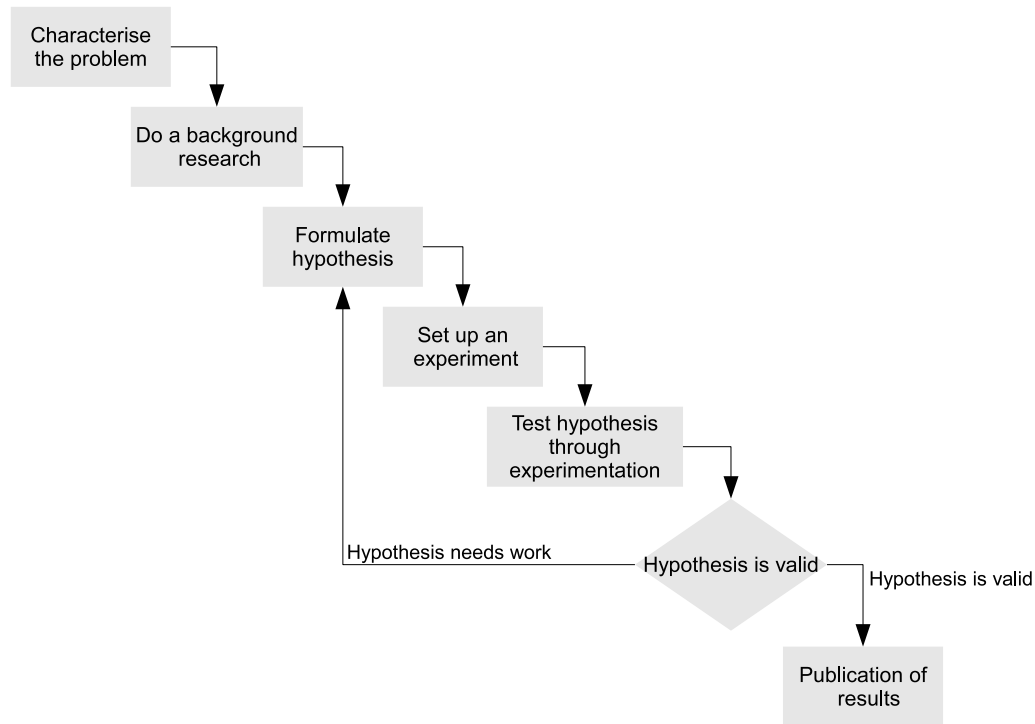 Characterise
the problem
Do a background
research
Formulate
hypothesis
Set up an
experiment
Test hypothesis
through
experimentation
Hypothesis needs work
Hypothesis is valid
Hypothesis is valid
Publication of
results